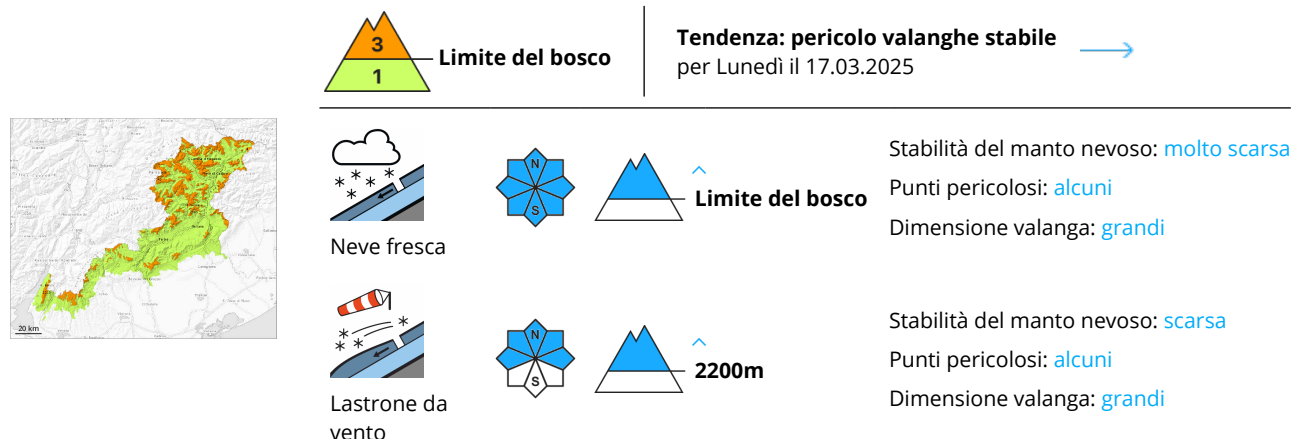 3
1
Limite del bosco
Tendenza: pericolo valanghe stabile
per Lunedì il 17.03.2025
20 km
Neve fresca
N
S
Limite del bosco
Stabilità del manto nevoso: molto scarsa
Punti pericolosi: alcuni
Dimensione valanga: grandi
Lastrone da
vento
N
S
2200m
Stabilità del manto nevoso: scarsa
Punti pericolosi: alcuni
Dimensione valanga: grandi